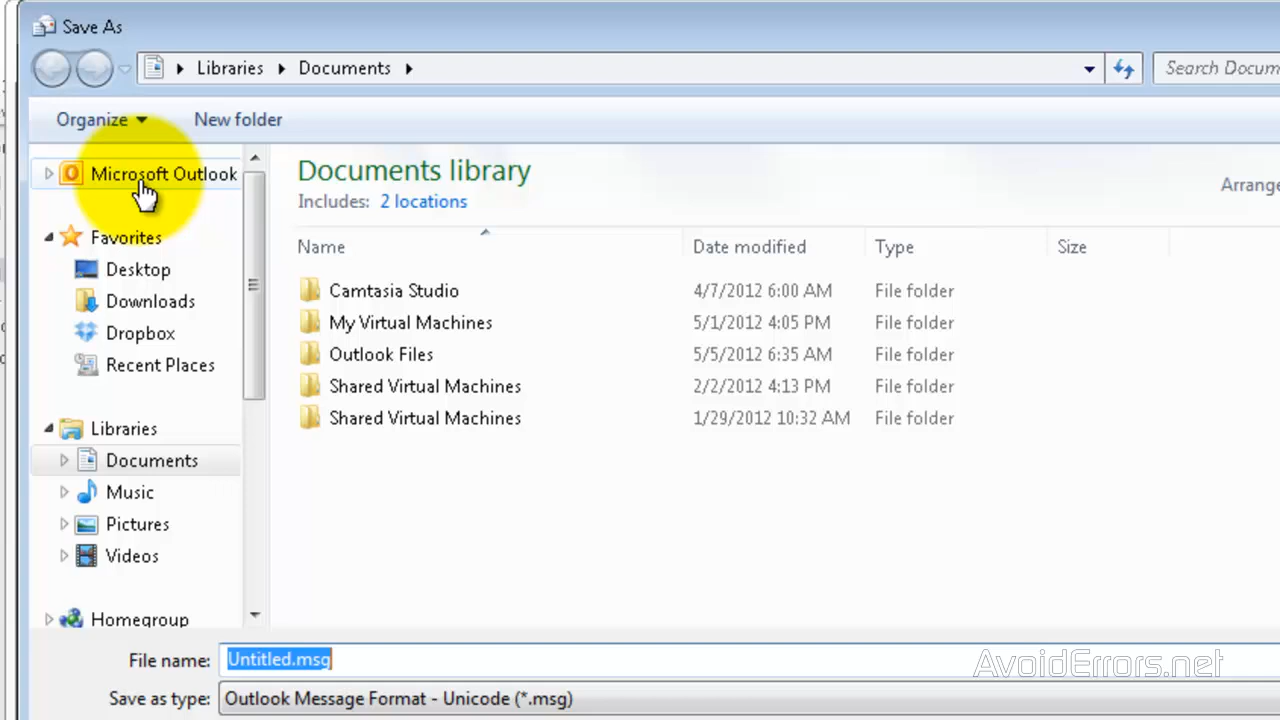 Save As
Libraries Documents
Search Docum
Organize New folder
Microsoft Outlook
Favorites
Desktop
Downloads
Dropbox
Recent Places
Libraries
Documents
Music
Pictures
Videos
Homegroup
Documents library
Includes: 2 locations
Arrange
Name Date modified Type Size
Camtasia Studio 4/7/2012 6:00 AM File folder
My Virtual Machines 5/1/2012 4:05 PM File folder
Outlook Files 5/5/2012 6:35 AM File folder
Shared Virtual Machines 2/2/2012 4:13 PM File folder
Shared Virtual Machines 1/29/2012 10:32 AM File folder
File name: Untitled.msg
Save as type: Outlook Message Format - Unicode (*.msg)
AvoidErrors.net